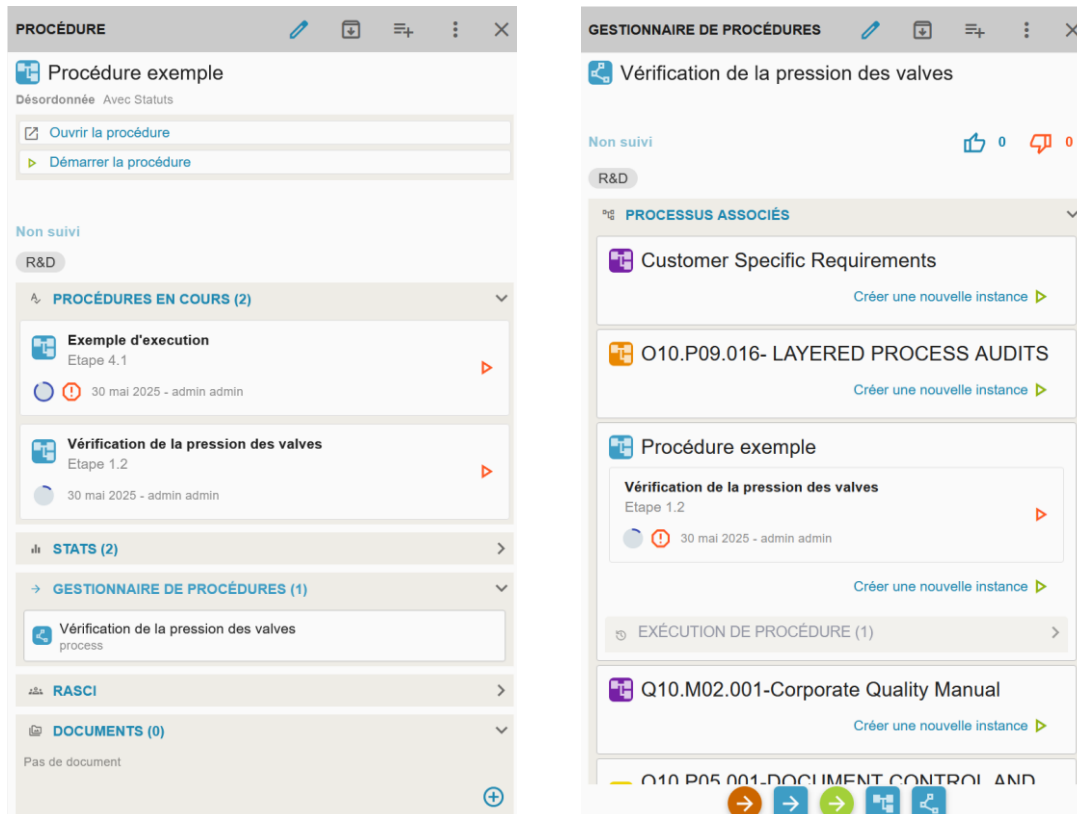 PROCÉDURE
Procédure exemple
Désordonnée Avec Statuts
Ouvrir la procédure
Démarrer la procédure
Non suivi
R&D
PROCÉDURES EN COURS (2)
Exemple d'execution
Etape 4.1
30 mai 2025 - admin admin
Vérification de la pression des valves
Etape 1.2
30 mai 2025 - admin admin
STATS (2)
GESTIONNAIRE DE PROCÉDURES (1)
Vérification de la pression des valves
process
RASCI
DOCUMENTS (0)
Pas de document
GESTIONNAIRE DE PROCÉDURES
Vérification de la pression des valves
Non suivi
0 0
R&D
PROCESSUS ASSOCIÉS
Customer Specific Requirements
Créer une nouvelle instance
O10.P09.016- LAYERED PROCESS AUDITS
Créer une nouvelle instance
Procédure exemple
Vérification de la pression des valves
Etape 1.2
30 mai 2025 - admin admin
Créer une nouvelle instance
EXÉCUTION DE PROCÉDURE (1)
Q10.M02.001-Corporate Quality Manual
Créer une nouvelle instance
O10.P05.001-DOCUMENT CONTROL AND